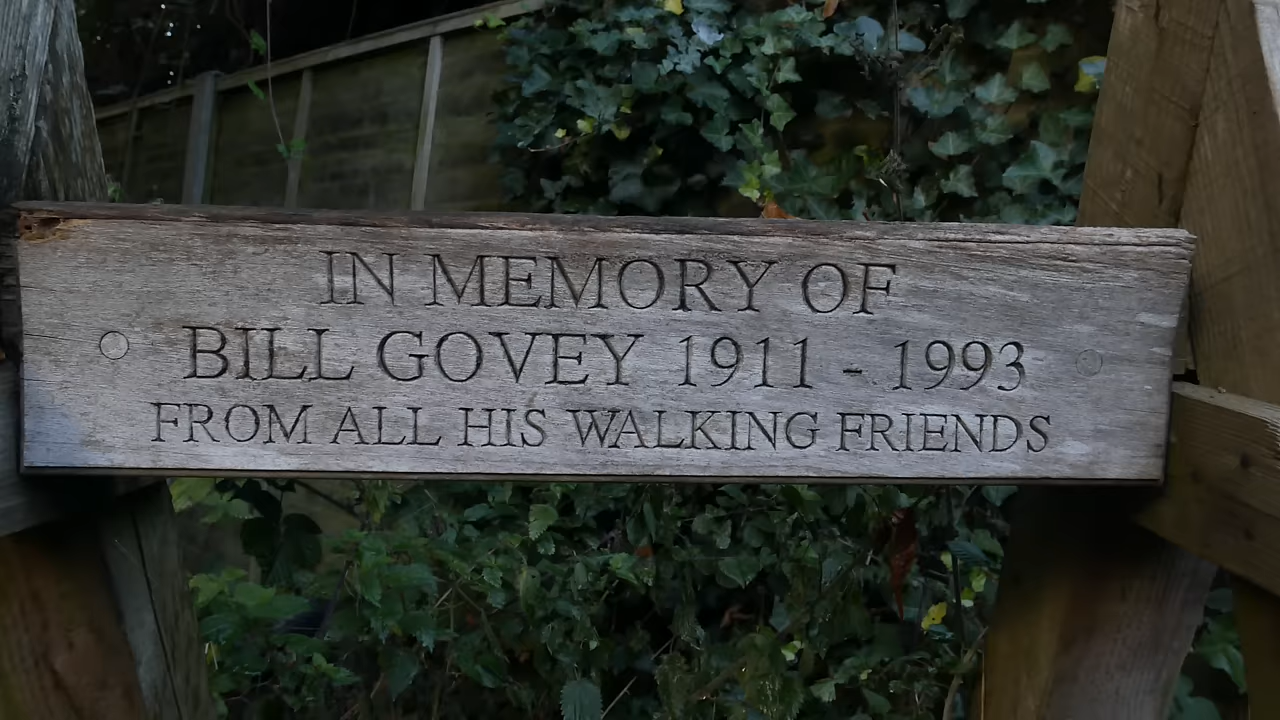 IN MEMORY OF
BILL GOVEY 1911 - 1993
FROM ALL HIS WALKING FRIENDS